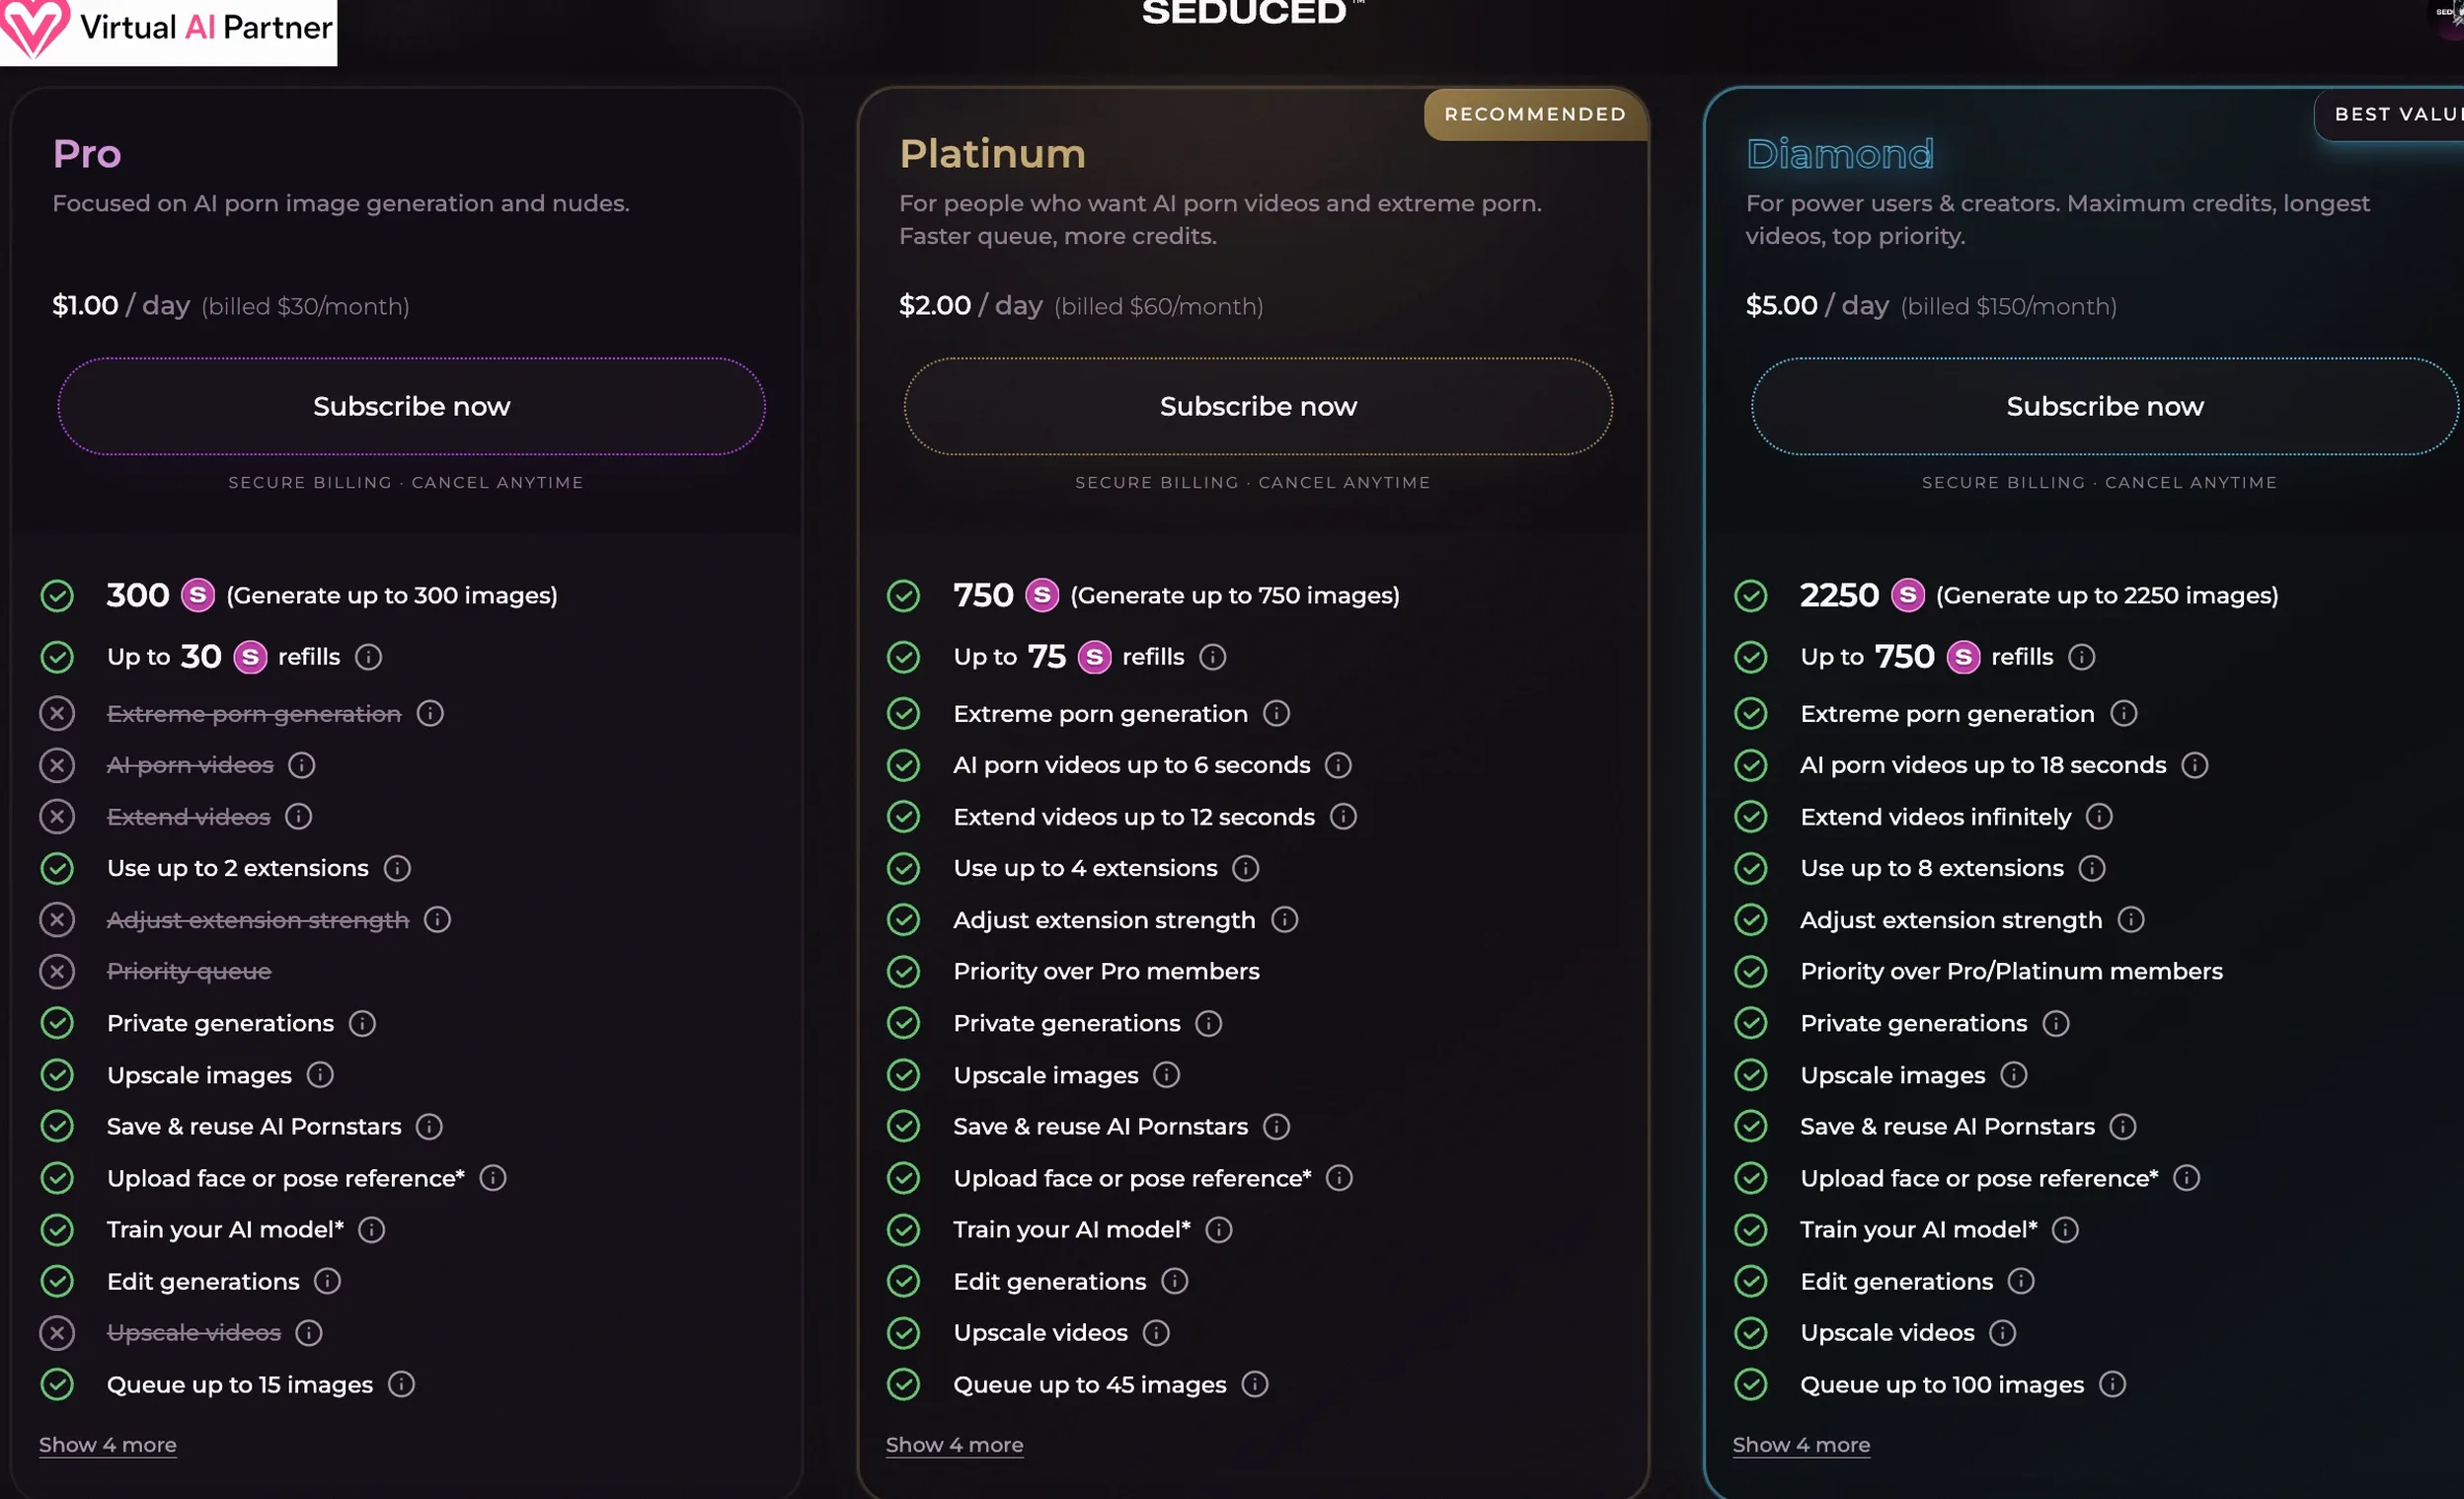 Virtual AI Partner
SEDUCED™
Pro
Focused on AI porn image generation and nudes.
$1.00 / day (billed $30/month)
Subscribe now
SECURE BILLING · CANCEL ANYTIME
300 S (Generate up to 300 images)
Up to 30 S refills
Extreme porn generation
AI porn videos
Extend videos
Use up to 2 extensions
Adjust extension strength
Priority queue
Private generations
Upscale images
Save & reuse AI Pornstars
Upload face or pose reference*
Train your AI model*
Edit generations
Upscale videos
Queue up to 15 images
Show 4 more
RECOMMENDED
Platinum
For people who want AI porn videos and extreme porn.
Faster queue, more credits.
$2.00 / day (billed $60/month)
Subscribe now
SECURE BILLING · CANCEL ANYTIME
750 S (Generate up to 750 images)
Up to 75 S refills
Extreme porn generation
AI porn videos up to 6 seconds
Extend videos up to 12 seconds
Use up to 4 extensions
Adjust extension strength
Priority over Pro members
Private generations
Upscale images
Save & reuse AI Pornstars
Upload face or pose reference*
Train your AI model*
Edit generations
Upscale videos
Queue up to 45 images
Show 4 more
BEST VALU
Diamond
For power users & creators. Maximum credits, longest
videos, top priority.
$5.00 / day (billed $150/month)
Subscribe now
SECURE BILLING · CANCEL ANYTIME
2250 S (Generate up to 2250 images)
Up to 750 S refills
Extreme porn generation
AI porn videos up to 18 seconds
Extend videos infinitely
Use up to 8 extensions
Adjust extension strength
Priority over Pro/Platinum members
Private generations
Upscale images
Save & reuse AI Pornstars
Upload face or pose reference*
Train your AI model*
Edit generations
Upscale videos
Queue up to 100 images
Show 4 more